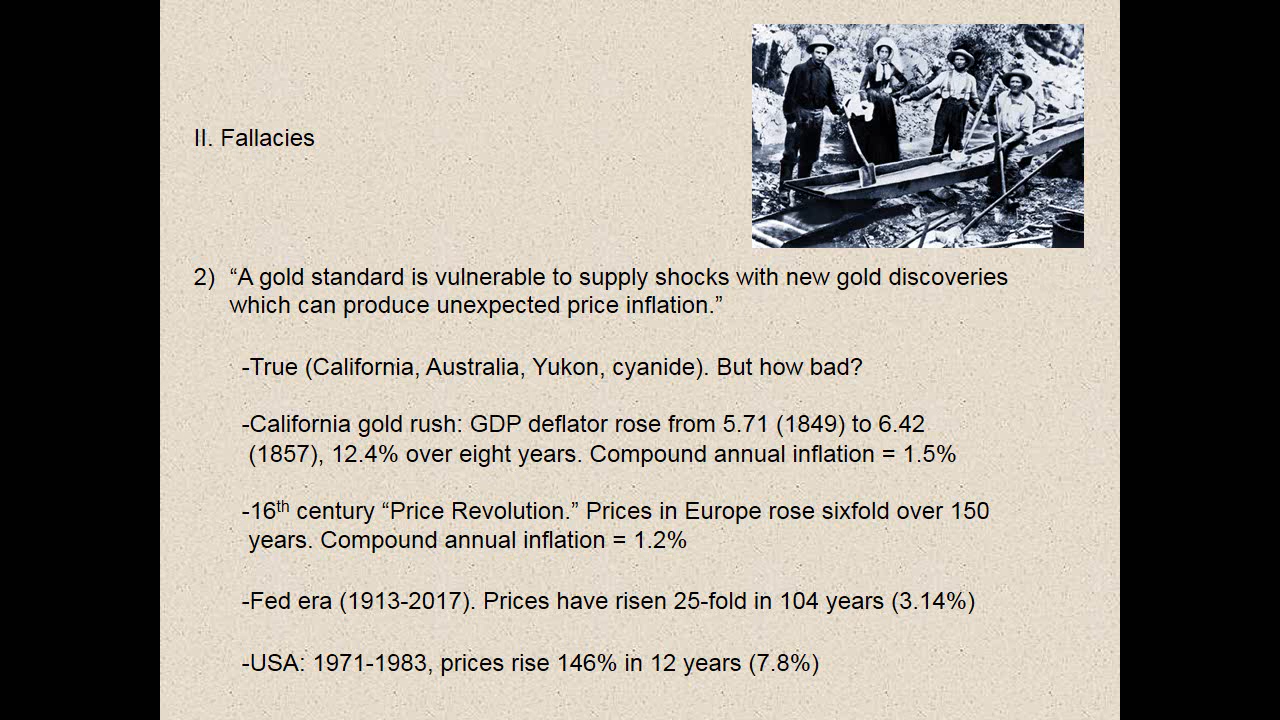 II. Fallacies
2) “A gold standard is vulnerable to supply shocks with new gold discoveries
which can produce unexpected price inflation.”
-True (California, Australia, Yukon, cyanide). But how bad?
-California gold rush: GDP deflator rose from 5.71 (1849) to 6.42
(1857), 12.4% over eight years. Compound annual inflation = 1.5%
-16th century “Price Revolution.” Prices in Europe rose sixfold over 150
years. Compound annual inflation = 1.2%
-Fed era (1913-2017). Prices have risen 25-fold in 104 years (3.14%)
-USA: 1971-1983, prices rise 146% in 12 years (7.8%)